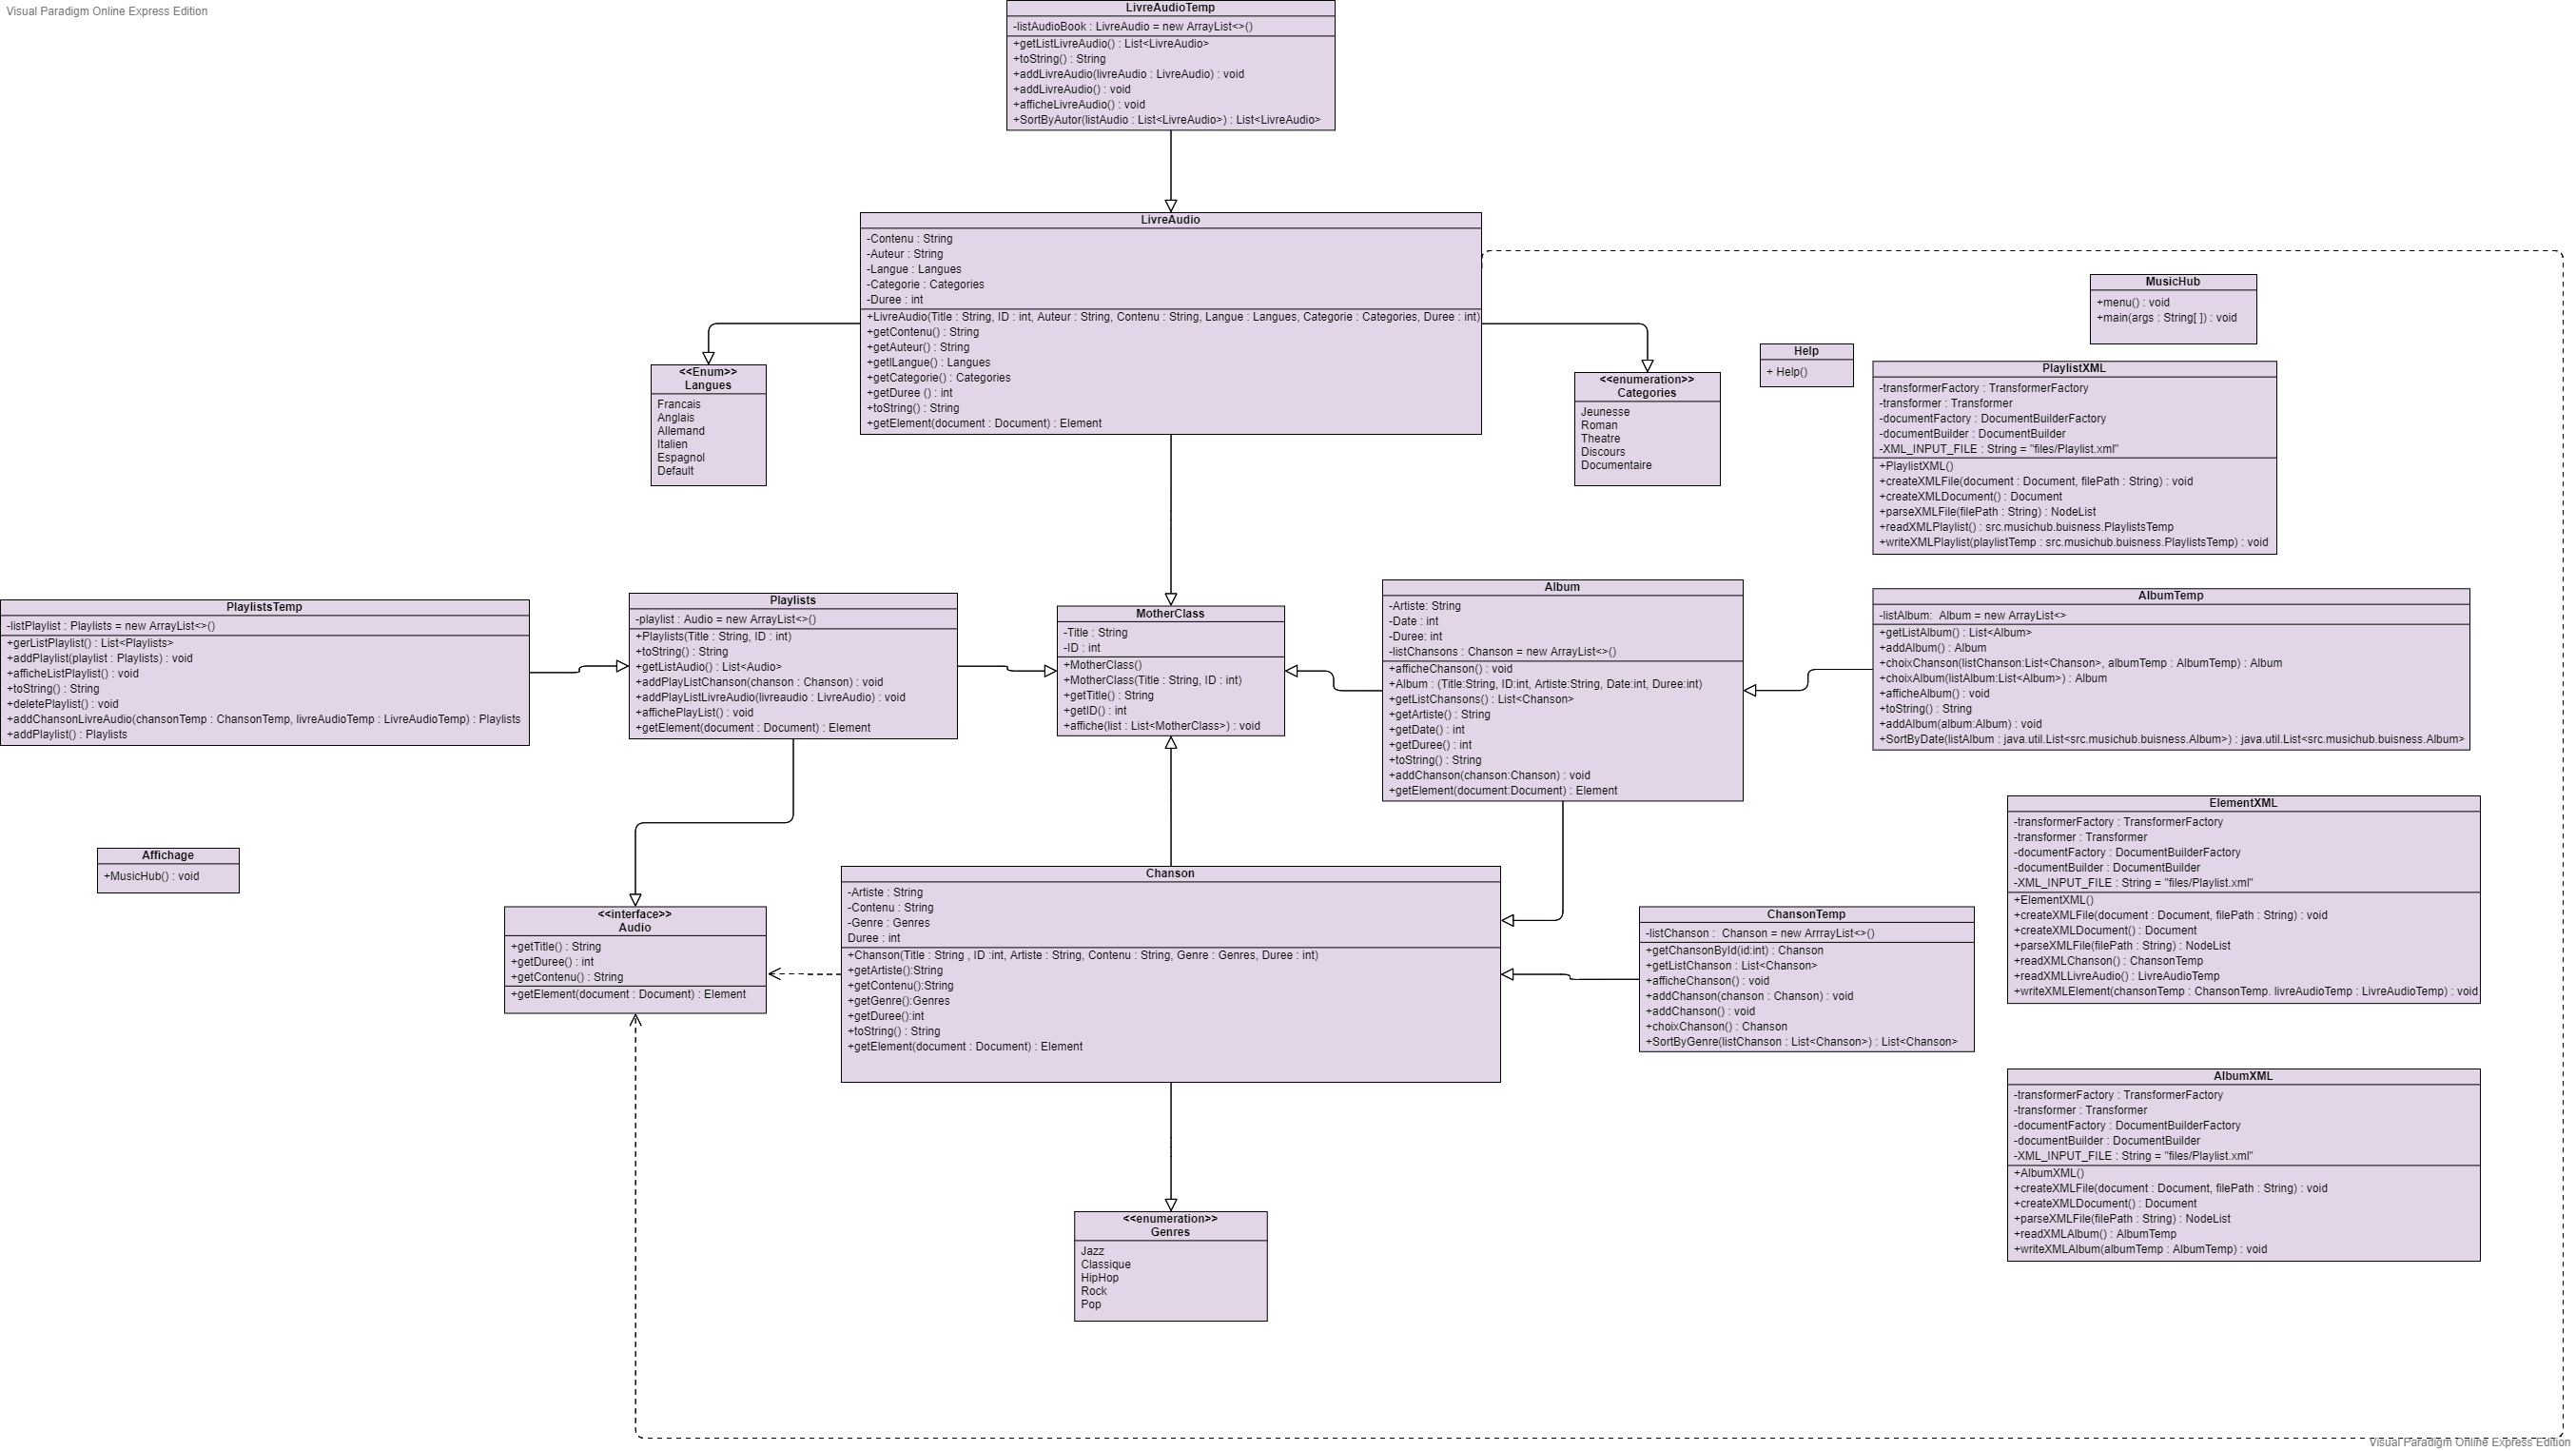 Visual Paradigm Online Express Edition
LivreAudioTemp
-listAudioBook : LivreAudio = new ArrayList<>()
+getListLivreAudio() : List<LivreAudio>
+toString() : String
+addLivreAudio(livreAudio : LivreAudio) : void
+addLivreAudio() : void
+afficheLivreAudio() : void
+SortByAutor(listAudio : List<LivreAudio>) : List<LivreAudio>
LivreAudio
-Contenu : String
-Auteur : String
-Langue : Langues
-Categorie : Categories
-Duree : int
+LivreAudio(Title : String, ID : int, Auteur : String, Contenu : String, Langue : Langues, Categorie : Categories, Duree : int)
+getContenu() : String
+getAuteur() : String
+getlLangue() : Langues
+getCategorie() : Categories
+getDuree () : int
+toString() : String
+getElement(document : Document) : Element
<<Enum>>
Langues
Francais
Anglais
Allemand
Italien
Espagnol
Default
<<enumeration>>
Categories
Jeunesse
Roman
Theatre
Discours
Documentaire
MusicHub
+menu() : void
+main(args : String[ ]) : void
Help
+ Help()
PlaylistXML
-transformerFactory : TransformerFactory
-transformer : Transformer
-documentFactory : DocumentBuilderFactory
-documentBuilder : DocumentBuilder
-XML_INPUT_FILE : String = "files/Playlist.xml"
+PlaylistXML()
+createXMLFile(document : Document, filePath : String) : void
+createXMLDocument() : Document
+parseXMLFile(filePath : String) : NodeList
+readXMLPlaylist() : src.musichub.buisness.PlaylistsTemp
+writeXMLPlaylist(playlistTemp : src.musichub.buisness.PlaylistsTemp) : void
PlaylistsTemp
-listPlaylist : Playlists = new ArrayList<>()
+gerListPlaylist() : List<Playlists>
+addPlaylist(playlist : Playlists) : void
+afficheListPlaylist() : void
+toString() : String
+deletePlaylist() : void
+addChansonLivreAudio(chansonTemp : ChansonTemp, livreAudioTemp : LivreAudioTemp) : Playlists
+addPlaylist() : Playlists
Playlists
-playlist : Audio = new ArrayList<>()
+Playlists(Title : String, ID : int)
+toString() : String
+getListAudio() : List<Audio>
+addPlayListChanson(chanson : Chanson) : void
+addPlayListLivreAudio(livreaudio : LivreAudio) : void
+affichePlayList() : void
+getElement(document : Document) : Element
MotherClass
-Title : String
-ID : int
+MotherClass()
+MotherClass(Title : String, ID : int)
+getTitle() : String
+getID() : int
+affiche(list : List<MotherClass>) : void
Album
-Artiste: String
-Date : int
-Duree: int
-listChansons : Chanson = new ArrayList<>()
+afficheChanson() : void
+Album : (Title:String, ID:int, Artiste:String, Date:int, Duree:int)
+getListChansons() : List<Chanson>
+getArtiste() : String
+getDate() : int
+getDuree() : int
+toString() : String
+addChanson(chanson:Chanson) : void
+getElement(document:Document) : Element
AlbumTemp
-listAlbum: Album = new ArrayList<>
+getListAlbum() : List<Album>
+addAlbum() : Album
+choixChanson(listChanson:List<Chanson>, albumTemp : AlbumTemp) : Album
+choixAlbum(listAlbum:List<Album>) : Album
+afficheAlbum() : void
+toString() : String
+addAlbum(album:Album) : void
+SortByDate(listAlbum : java.util.List<src.musichub.buisness.Album>) : java.util.List<src.musichub.buisness.Album>
Affichage
+MusicHub() : void
<<interface>>
Audio
+getTitle() : String
+getDuree() : int
+getContenu() : String
+getElement(document : Document) : Element
Chanson
-Artiste : String
-Contenu : String
-Genre : Genres
Duree : int
+Chanson(Title : String , ID :int, Artiste : String, Contenu : String, Genre : Genres, Duree : int)
+getArtiste():String
+getContenu():String
+getGenre():Genres
+getDuree():int
+toString() : String
+getElement(document : Document) : Element
ChansonTemp
-listChanson : Chanson = new ArrrayList<>()
+getChansonById(id:int) : Chanson
+getListChanson : List<Chanson>
+afficheChanson() : void
+addChanson(chanson : Chanson) : void
+addChanson() : void
+choixChanson() : Chanson
+SortByGenre(listChanson : List<Chanson>) : List<Chanson>
ElementXML
-transformerFactory : TransformerFactory
-transformer : Transformer
-documentFactory : DocumentBuilderFactory
-documentBuilder : DocumentBuilder
-XML_INPUT_FILE : String = "files/Playlist.xml"
+ElementXML()
+createXMLFile(document : Document, filePath : String) : void
+createXMLDocument() : Document
+parseXMLFile(filePath : String) : NodeList
+readXMLChanson() : ChansonTemp
+readXMLLivreAudio() : LivreAudioTemp
+writeXMLElement(chansonTemp : ChansonTemp. livreAudioTemp : LivreAudioTemp) : void
AlbumXML
-transformerFactory : TransformerFactory
-transformer : Transformer
-documentFactory : DocumentBuilderFactory
-documentBuilder : DocumentBuilder
-XML_INPUT_FILE : String = "files/Playlist.xml"
+AlbumXML()
+createXMLFile(document : Document, filePath : String) : void
+createXMLDocument() : Document
+parseXMLFile(filePath : String) : NodeList
+readXMLAlbum() : AlbumTemp
+writeXMLAlbum(albumTemp : AlbumTemp) : void
<<enumeration>>
Genres
Jazz
Classique
HipHop
Rock
Pop
Visual Paradigm Online Express Edition